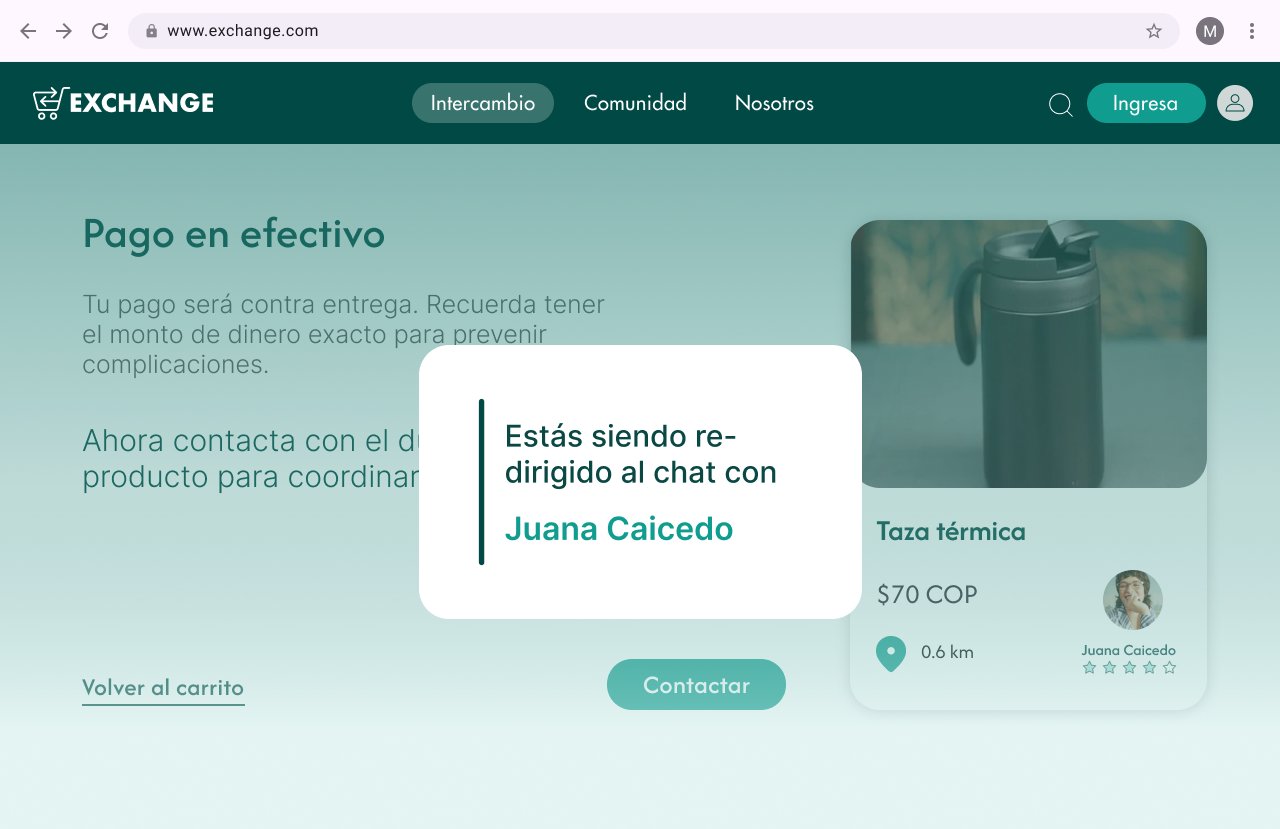 www.exchange.com
M
EXCHANGE
Intercambio
Comunidad
Nosotros
Ingresa
Pago en efectivo
Tu pago será contra entrega. Recuerda tener
el monto de dinero exacto para prevenir
complicaciones.
Ahora contacta con el
producto para
Estás siendo re-
dirigido al chat con
Juana Caicedo
Taza térmica
$70 COP
0.6 km
Juana Caicedo
Volver al carrito
Contactar